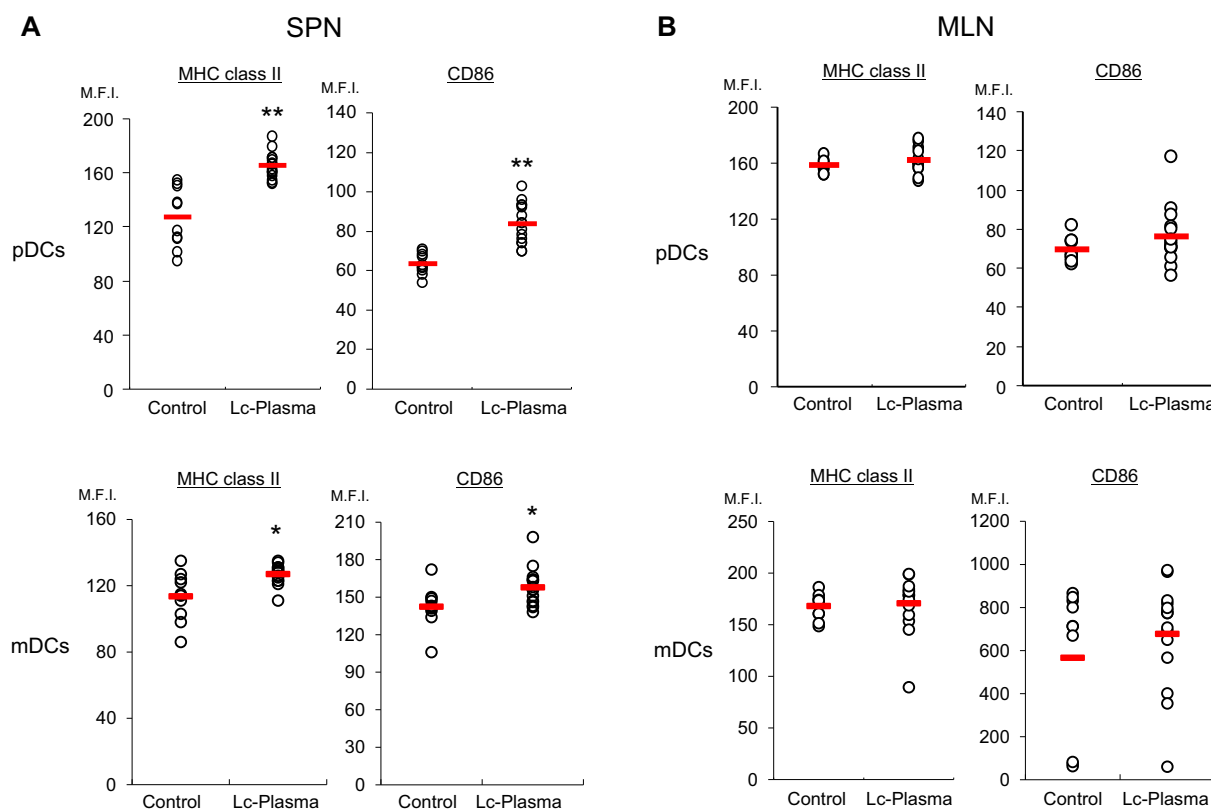 A
SPN
B
MLN
MHC class II
CD86
MHC class II
CD86
M.F.I.
M.F.I.
M.F.I.
M.F.I.
200
160
120
80
40
0
**
140
120
100
80
60
40
20
0
**
200
160
120
80
40
0
140
120
100
80
60
40
20
0
pDCs
pDCs
Control Lc-Plasma
Control Lc-Plasma
Control Lc-Plasma
Control Lc-Plasma
MHC class II
CD86
MHC class II
CD86
M.F.I.
M.F.I.
M.F.I.
M.F.I.
160
120
80
40
0
*
210
180
150
120
90
60
30
0
*
250
200
150
100
50
0
1200
1000
800
600
400
200
0
mDCs
mDCs
Control Lc-Plasma
Control Lc-Plasma
Control Lc-Plasma
Control Lc-Plasma